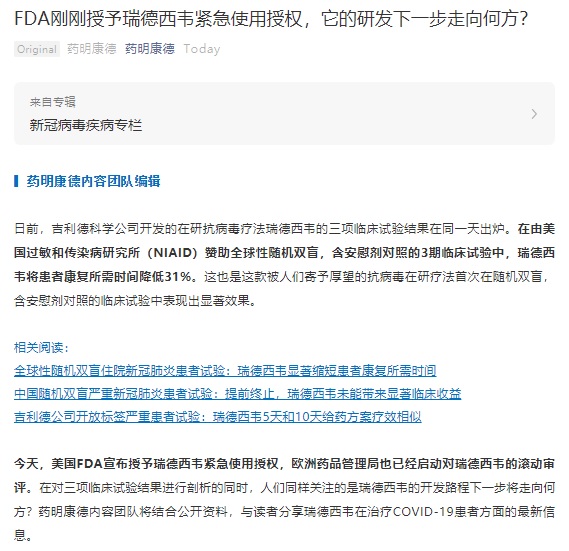 FDA刚刚授予瑞德西韦紧急使用授权，它的研发下一步走向何方？
Original 药明康德 药明康德 Today
来自专辑
新冠病毒疾病专栏
药明康德内容团队编辑
日前，吉利德科学公司开发的在研抗病毒疗法瑞德西韦的三项临床试验结果在同一天出炉。在由美
国过敏和传染病研究所（NIAID）赞助全球性随机双盲，含安慰剂对照的3期临床试验中，瑞德西
韦将患者康复所需时间降低31%。这也是这款被人们寄予厚望的抗病毒在研疗法首次在随机双盲，
含安慰剂对照的临床试验中表现出显著效果。
相关阅读：
全球性随机双盲住院新冠肺炎患者试验：瑞德西韦显著缩短患者康复所需时间
中国随机双盲严重新冠肺炎患者试验：提前终止，瑞德西韦未能带来显著临床收益
吉利德公司开放标签严重患者试验：瑞德西韦5天和10天给药方案疗效相似
今天，美国FDA宣布授予瑞德西韦紧急使用授权，欧洲药品管理局也已经启动对瑞德西韦的滚动审
评。在对三项临床试验结果进行剖析的同时，人们同样关注的是瑞德西韦的开发路程下一步将走向何
方？药明康德内容团队将结合公开资料，与读者分享瑞德西韦在治疗COVID-19患者方面的最新信
息。